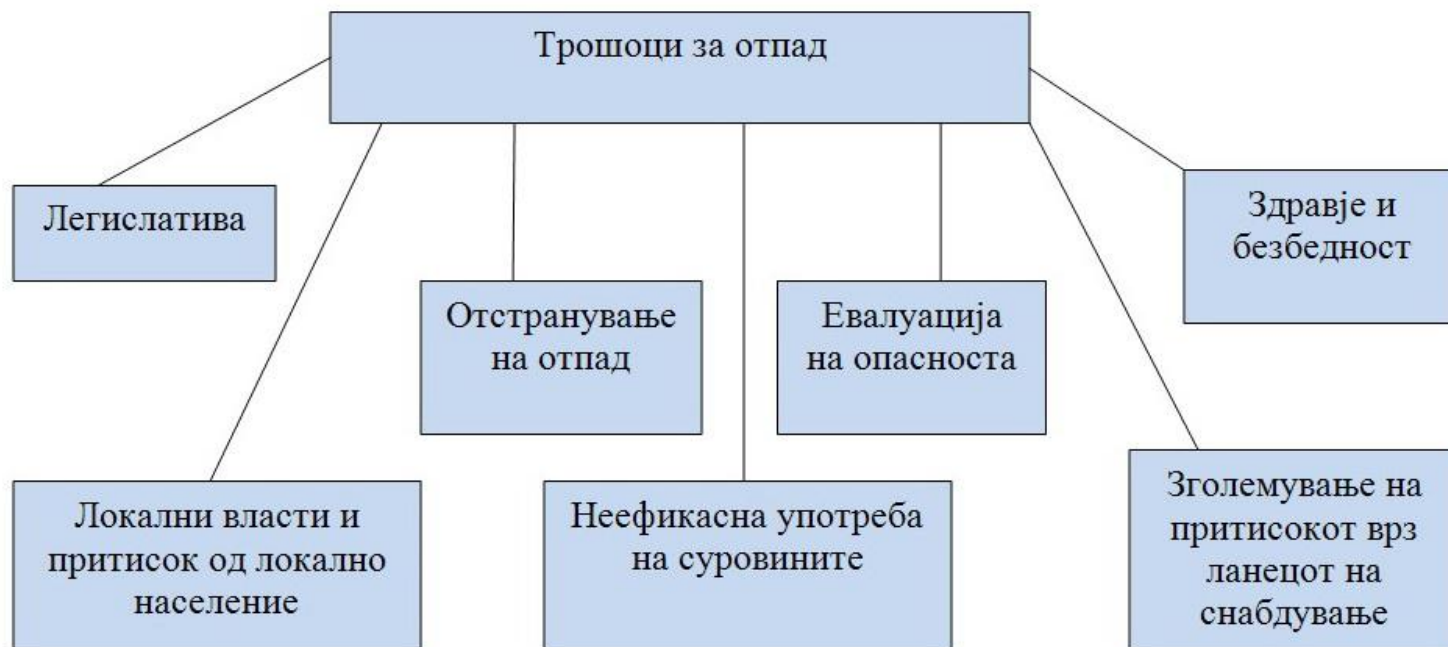 Трошоци за отпад
Легислатива
Здравје и
безбедност
Отстранување
на отпад
Евалуација
на опасноста
Локални власти и
притисок од локално
население
Неефикасна употреба
на суровините
Зголемување на
притисокот врз
ланецот на
снабдување